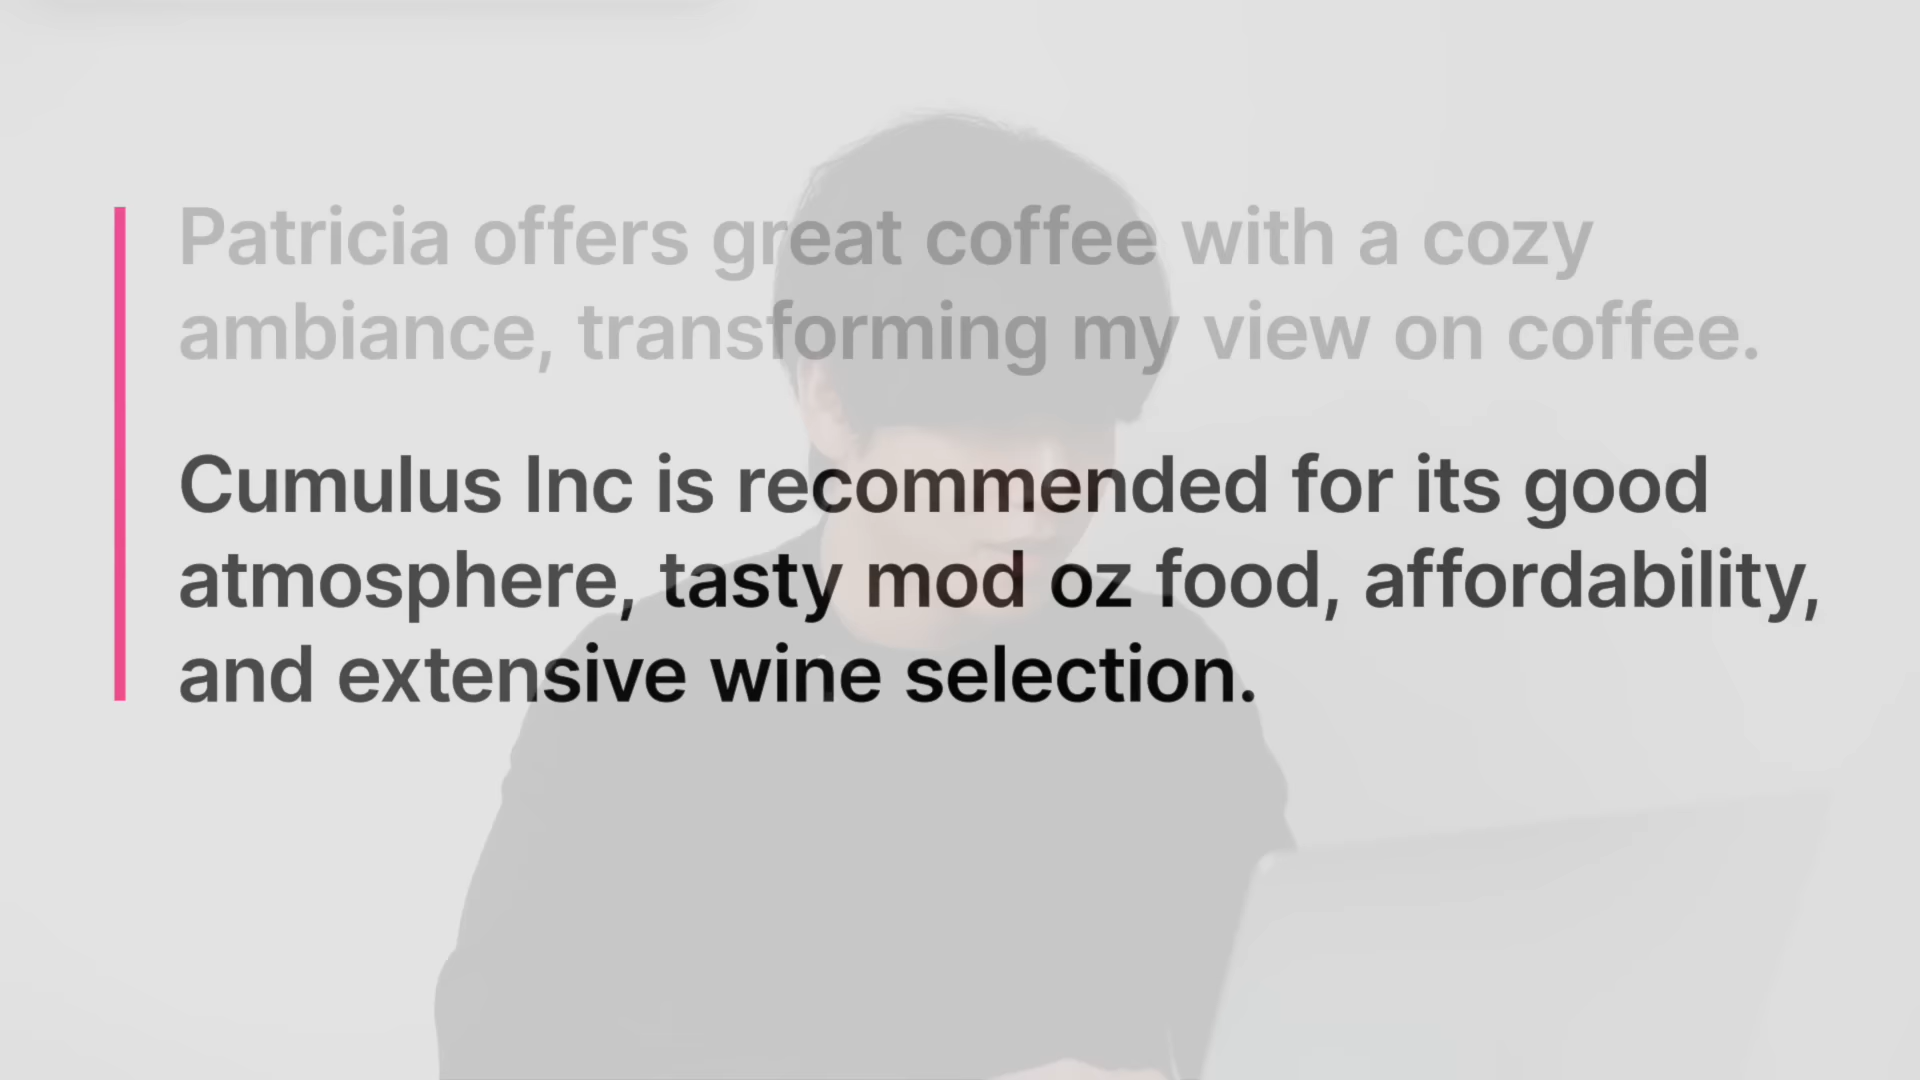 Patricia offers great coffee with a cozy
ambiance, transforming my view on coffee.
Cumulus Inc is recommended for its good
atmosphere, tasty mod oz food, affordability,
and extensive wine selection.